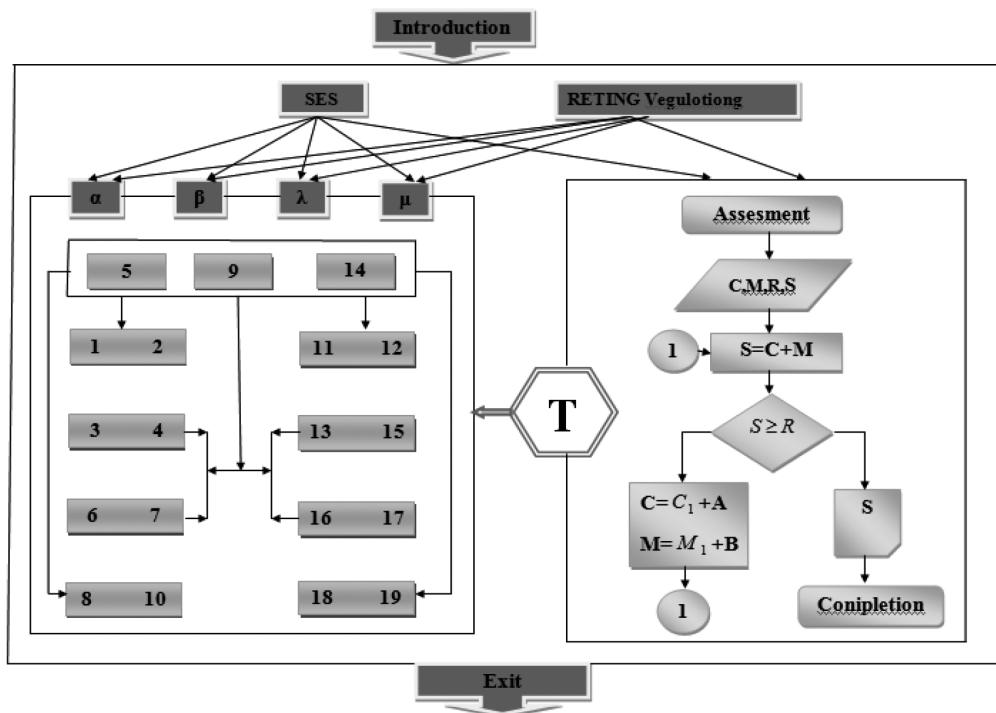 Introduction
SES
RETING Vegulotiong
α β λ μ
5 9 14
1 2
11 12
3 4
13 15
6 7
16 17
8 10
18 19
T
Assesment
C,M,R,S
1
S=C+M
S ≥ R
C= C₁ +A
M= M₁ +B
S
1
Conipletion
Exit